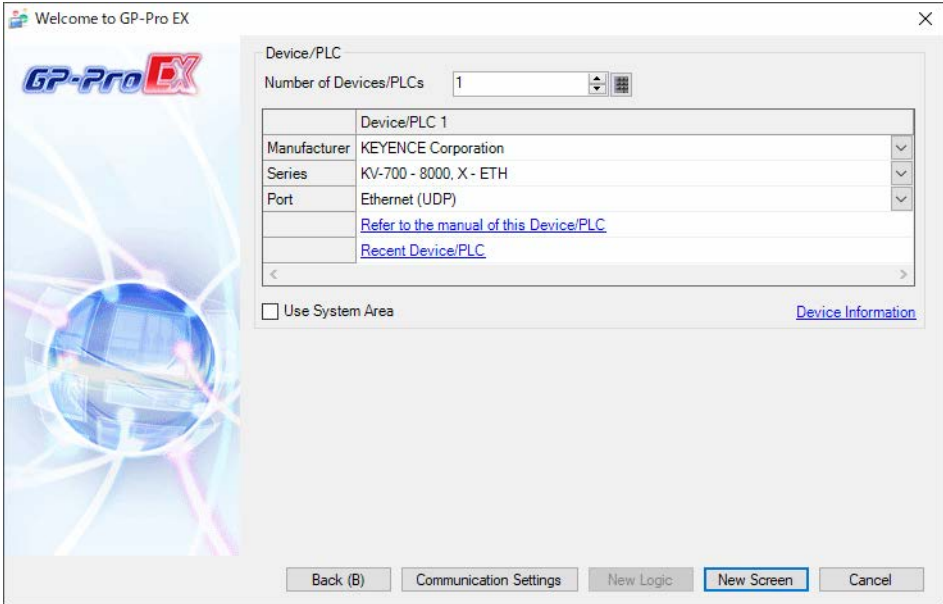 Welcome to GP-Pro EX
GP-Pro EX
Device/PLC
Number of Devices/PLCs 1
Device/PLC 1
Manufacturer KEYENCE Corporation
Series KV-700 - 8000, X - ETH
Port Ethernet (UDP)
Refer to the manual of this Device/PLC
Recent Device/PLC
Use System Area Device Information
Back (B) Communication Settings New Logic New Screen Cancel